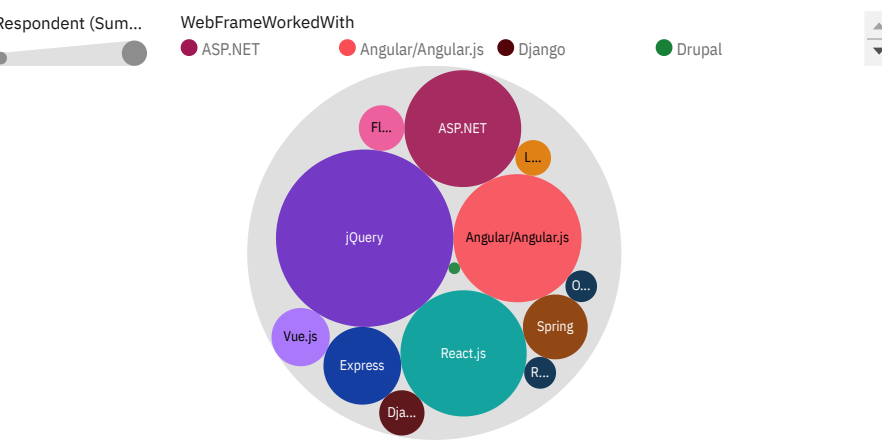 Respondent (Sum...
WebFrameWorkedWith
ASP.NET
Angular/Angular.js
Django
Drupal
Fl...
ASP.NET
L...
jQuery
Angular/Angular.js
O...
Spring
Vue.js
Express
React.js
R...
Dja...